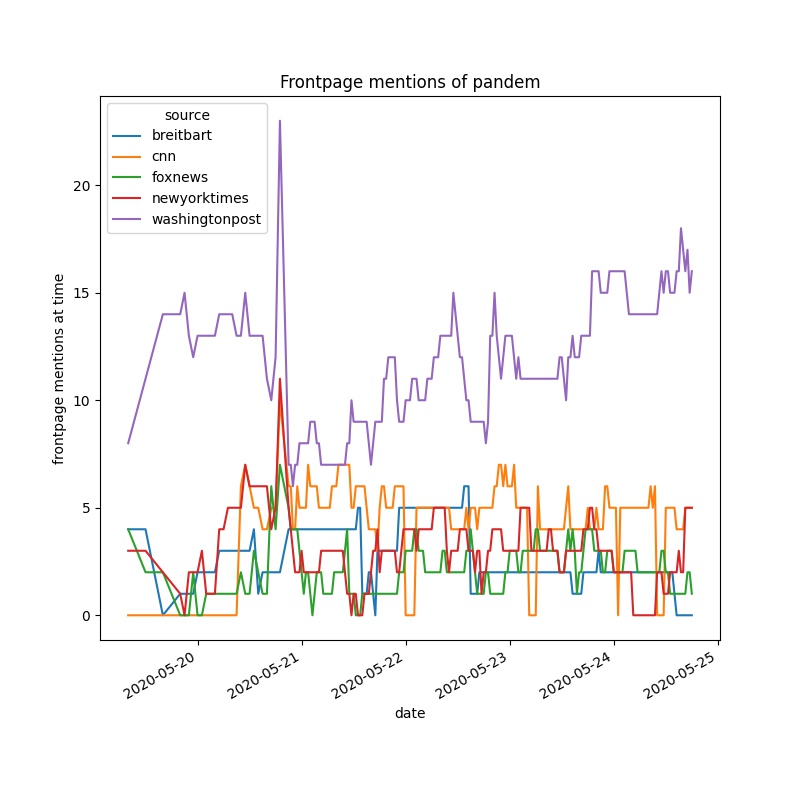 Frontpage mentions of pandem
source
breitbart
cnn
foxnews
newyorktimes
washingtonpost
frontpage mentions at time
20
15
10
5
0
2020-05-20
2020-05-21
2020-05-22
2020-05-23
2020-05-24
2020-05-25
date